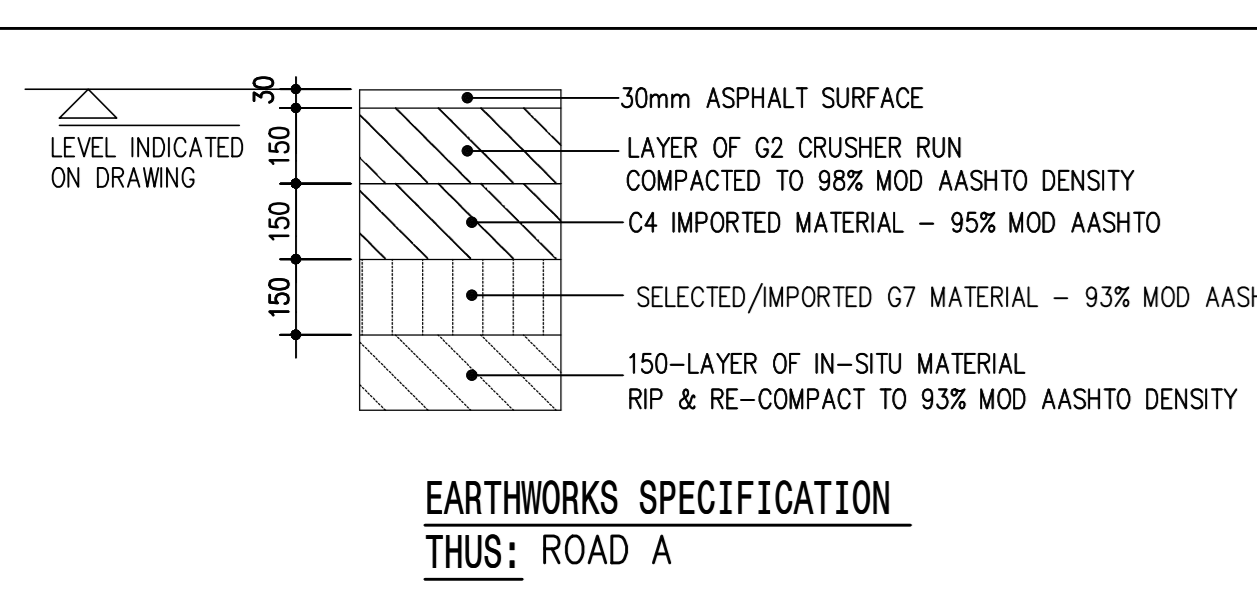 30
30mm ASPHALT SURFACE
LEVEL INDICATED
ON DRAWING
150
LAYER OF G2 CRUSHER RUN
COMPACTED TO 98% MOD AASHTO DENSITY
150
C4 IMPORTED MATERIAL – 95% MOD AASHTO
150
SELECTED/IMPORTED G7 MATERIAL – 93% MOD
150–LAYER OF IN–SITU MATERIAL
RIP & RE–COMPACT TO 93% MOD AASHTO DENSITY
EARTHWORKS SPECIFICATION
THUS: ROAD A